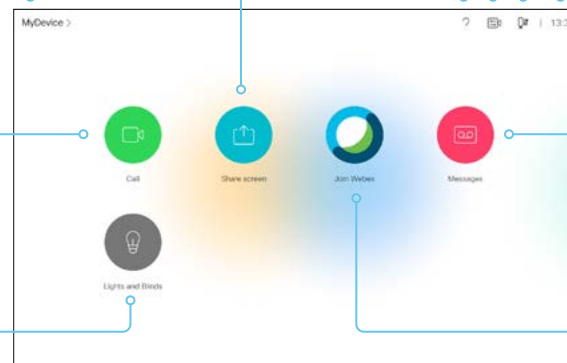 MyDevice >
Call
Share screen
Join Webex
Messages
Lights and Blinds